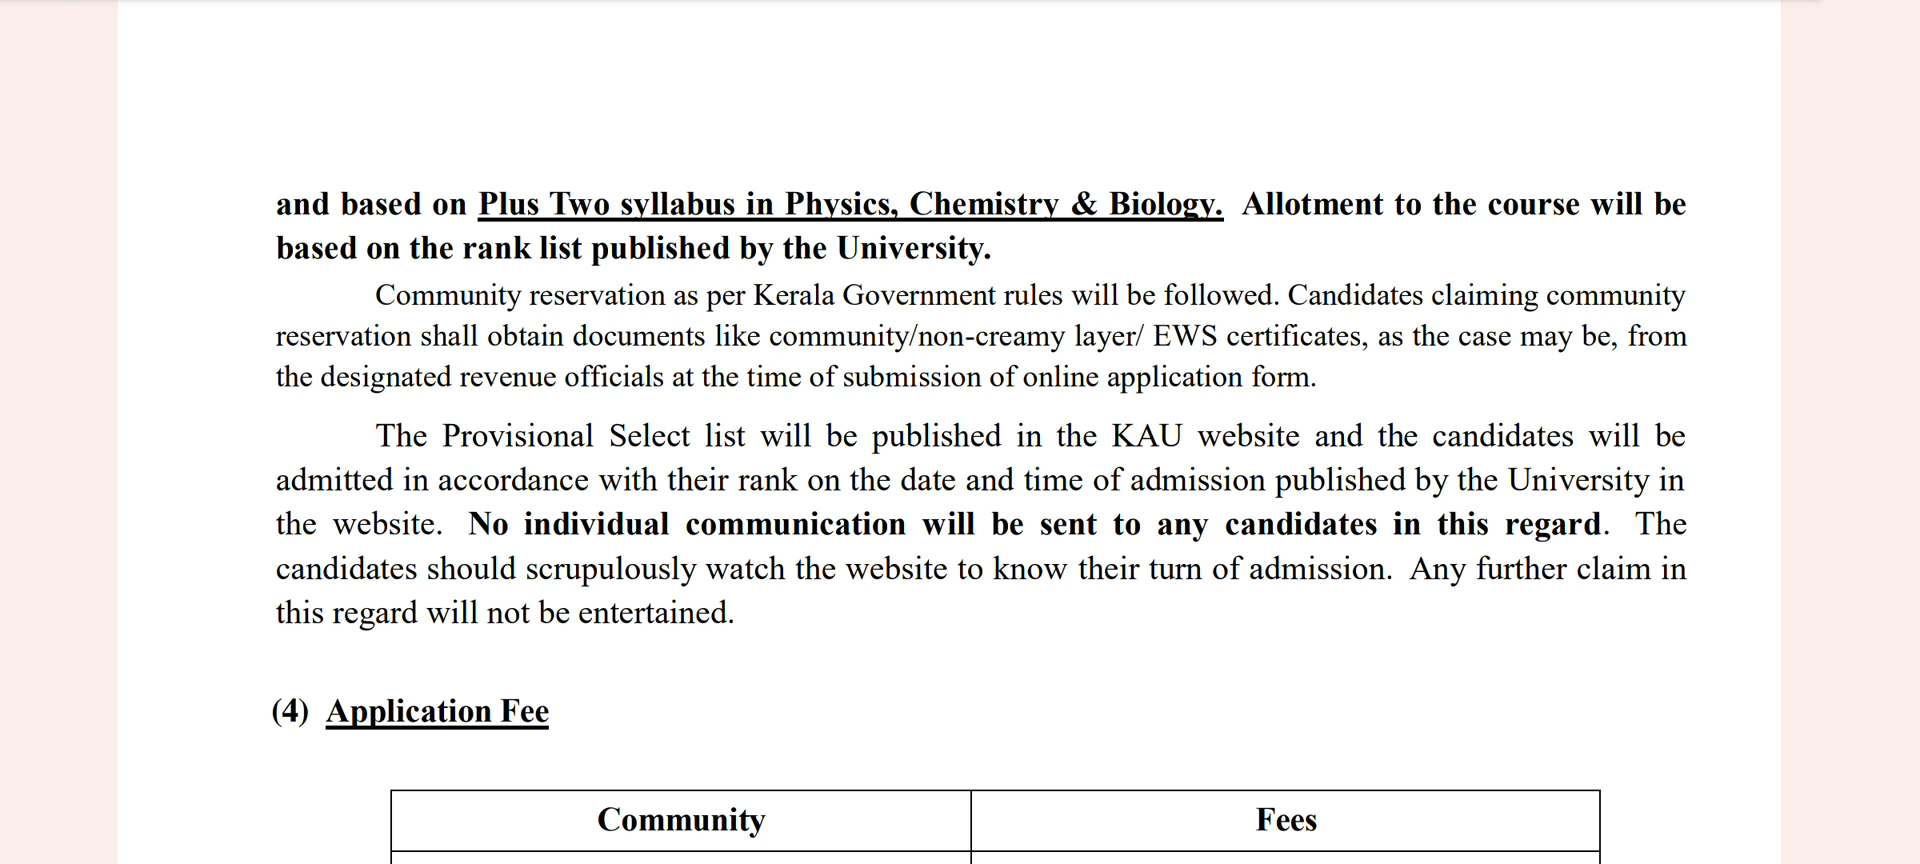 and based on Plus Two syllabus in Physics, Chemistry & Biology. Allotment to the course will be
based on the rank list published by the University.
Community reservation as per Kerala Government rules will be followed. Candidates claiming community
reservation shall obtain documents like community/non-creamy layer/ EWS certificates, as the case may be, from
the designated revenue officials at the time of submission of online application form.
The Provisional Select list will be published in the KAU website and the candidates will be
admitted in accordance with their rank on the date and time of admission published by the University in
the website. No individual communication will be sent to any candidates in this regard. The
candidates should scrupulously watch the website to know their turn of admission. Any further claim in
this regard will not be entertained.
(4) Application Fee
Community Fees